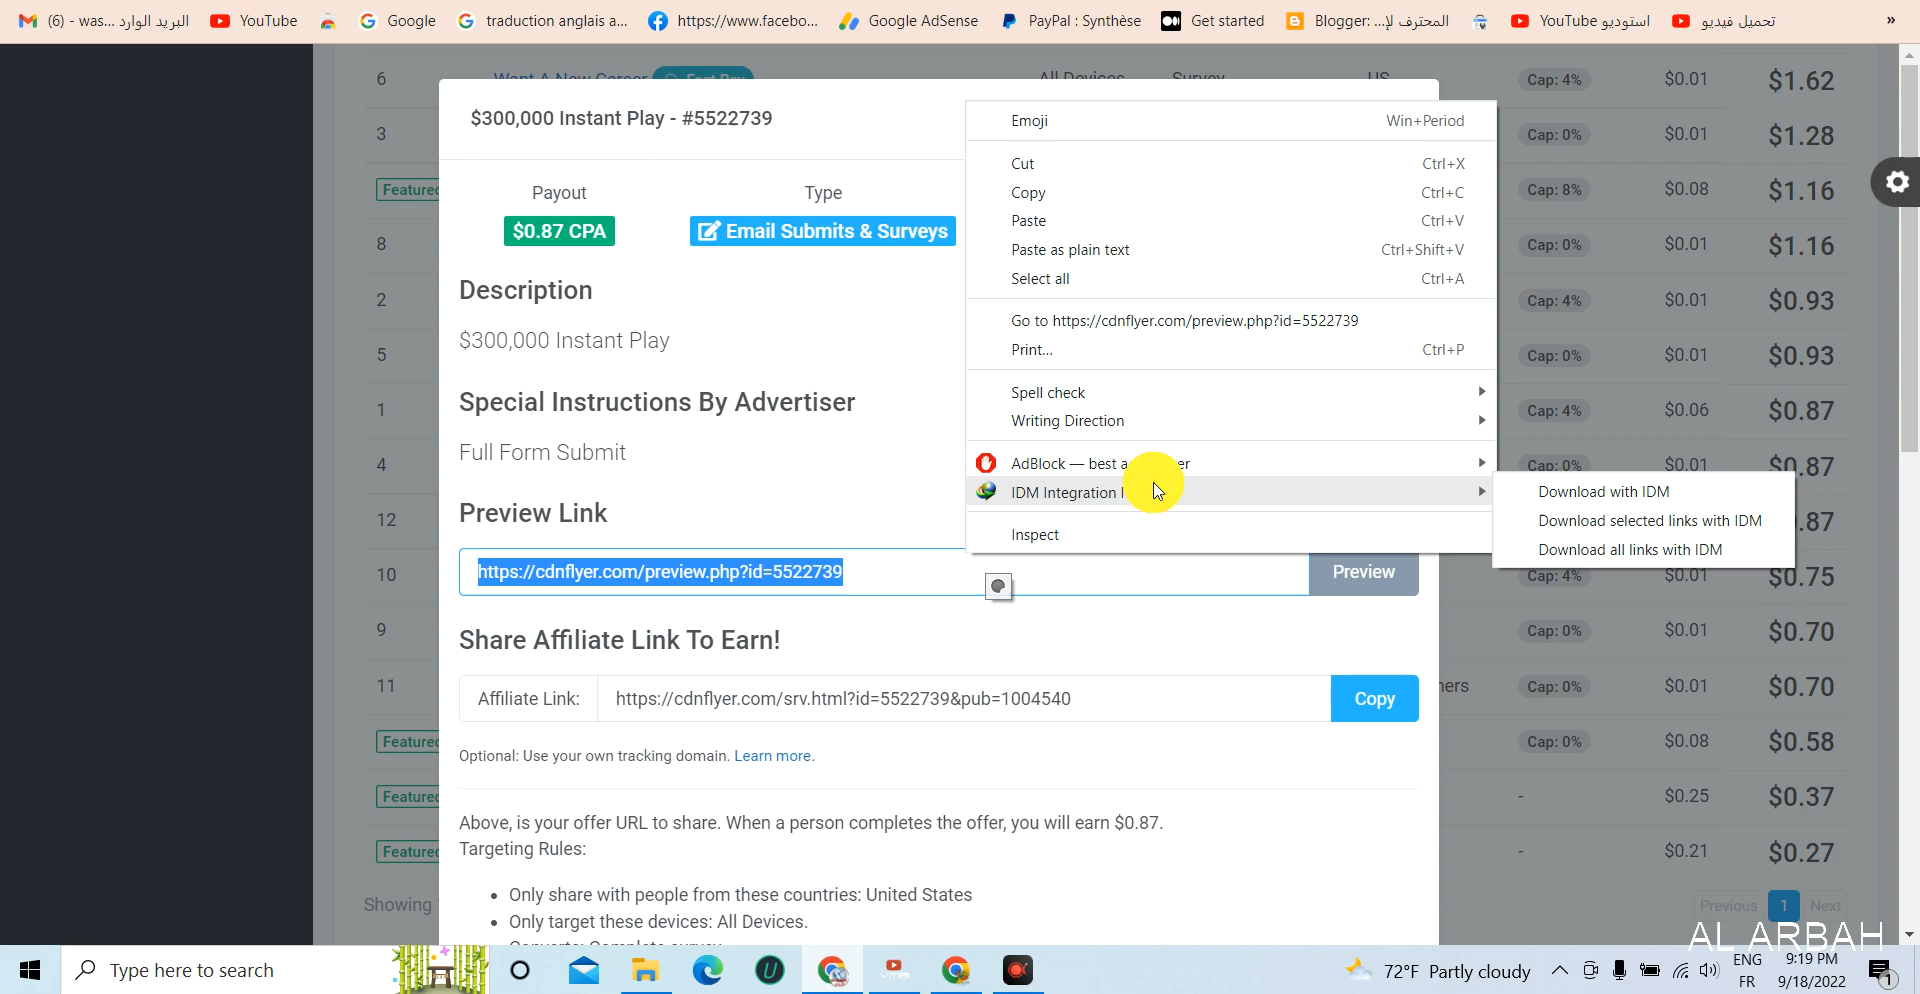 (6) - was... البريد الوارد
YouTube
Google
traduction anglais a...
https://www.facebo...
Google AdSense
PayPal : Synthèse
Get started
Blogger: ...المحترف لإ
YouTube استوديو
تحميل فيديو
»
6 Want A New Career Fast Pay All Devices Survey US Cap: 4% $0.01 $1.62
3 Cap: 0% $0.01 $1.28
Featured Cap: 8% $0.08 $1.16
8 Cap: 0% $0.01 $1.16
2 Cap: 4% $0.01 $0.93
5 Cap: 0% $0.01 $0.93
1 Cap: 4% $0.06 $0.87
4 Cap: 0% $0.01 $0.87
12 .87
10 Cap: 4% $0.01 $0.75
9 Cap: 0% $0.01 $0.70
11 hers Cap: 0% $0.01 $0.70
Featured Cap: 0% $0.08 $0.58
Featured - $0.25 $0.37
Featured - $0.21 $0.27
Showing
Previous 1 Next
$300,000 Instant Play - #5522739
Payout Type
$0.87 CPA Email Submits & Surveys
Description
$300,000 Instant Play
Special Instructions By Advertiser
Full Form Submit
Preview Link
https://cdnflyer.com/preview.php?id=5522739 Preview
Share Affiliate Link To Earn!
Affiliate Link: https://cdnflyer.com/srv.html?id=5522739&pub=1004540 Copy
Optional: Use your own tracking domain. Learn more.
Above, is your offer URL to share. When a person completes the offer, you will earn $0.87.
Targeting Rules:
• Only share with people from these countries: United States
• Only target these devices: All Devices.
Emoji Win+Period
Cut Ctrl+X
Copy Ctrl+C
Paste Ctrl+V
Paste as plain text Ctrl+Shift+V
Select all Ctrl+A
Go to https://cdnflyer.com/preview.php?id=5522739
Print... Ctrl+P
Spell check
Writing Direction
AdBlock — best a
IDM Integration
Inspect
Download with IDM
Download selected links with IDM
Download all links with IDM
AL ARBAH
Type here to search
72°F Partly cloudy
ENG
FR
9:19 PM
9/18/2022
1